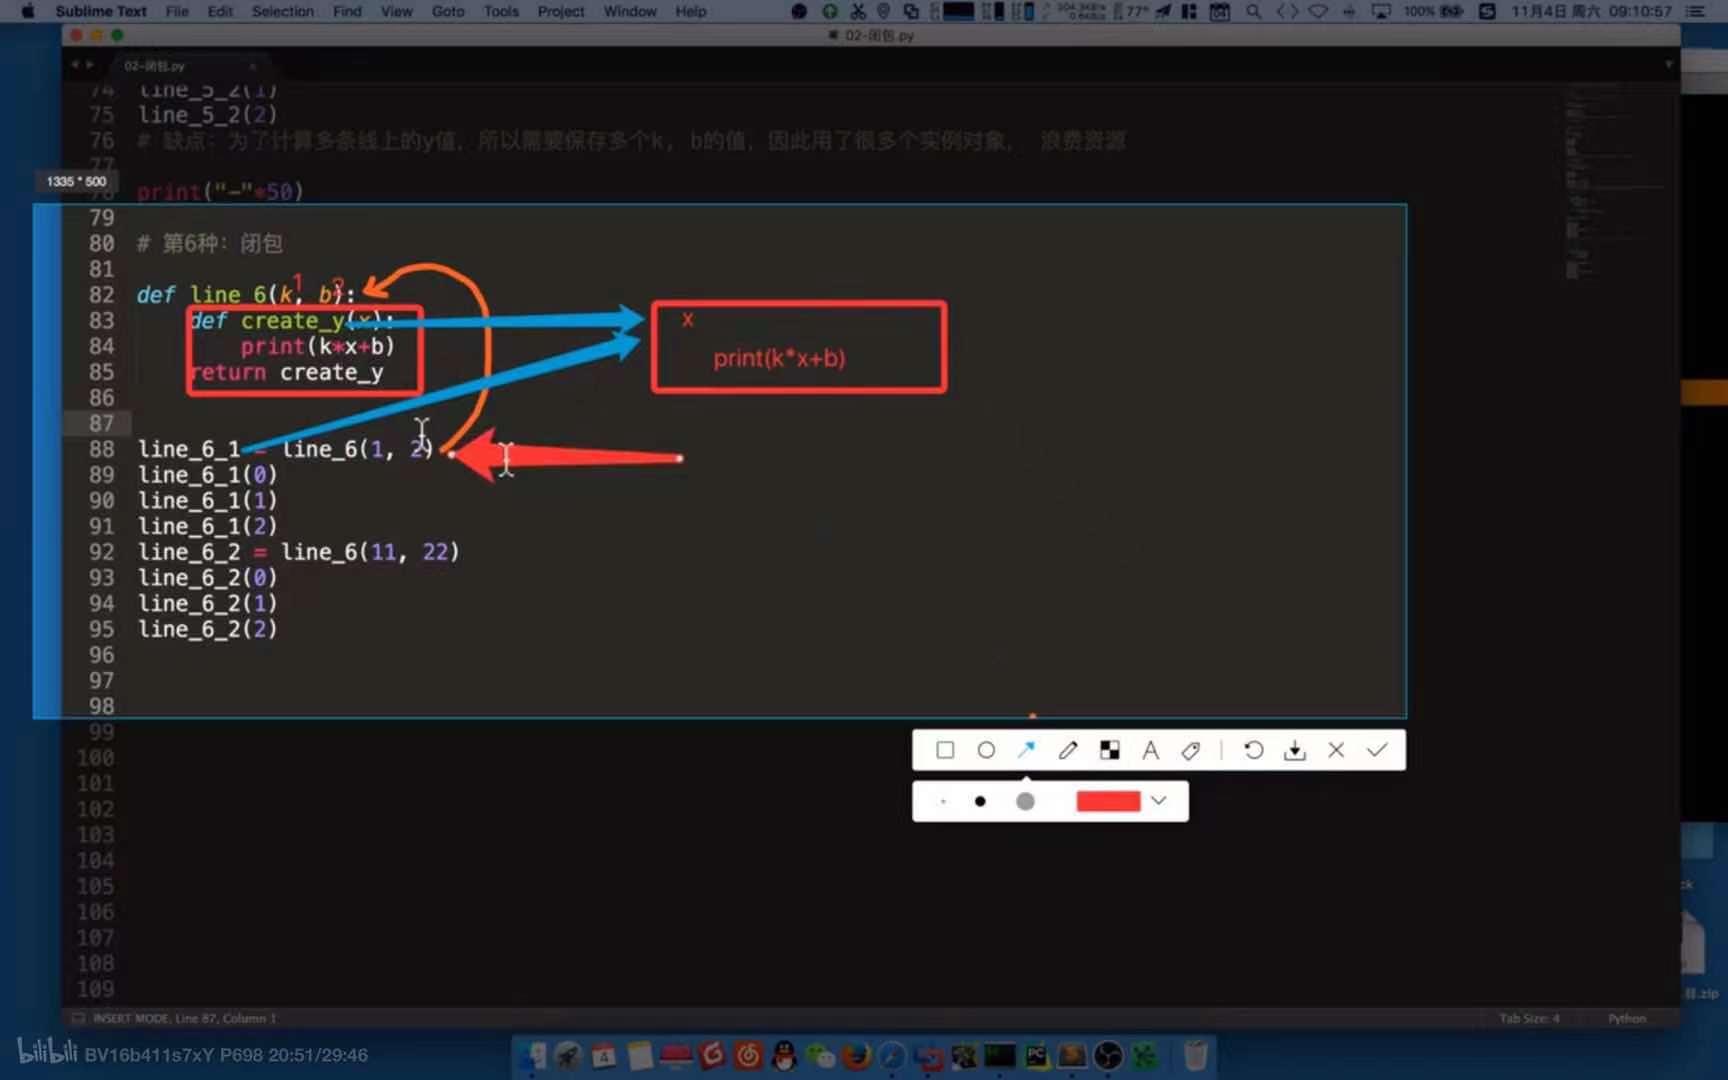 Sublime Text File Edit Selection Find View Goto Tools Project Window Help 77° 100% 11月4日 周六 09:10:57
02-闭包.py
02-闭包.py
74 line_5_2(1)
75 line_5_2(2)
76 # 缺点：为了计算多条线上的y值，所以需要保存多个k, b的值，因此用了很多个实例对象， 浪费资源
77
1335 * 500
78 print("-"*50)
79
80 # 第6种：闭包
81
1 2
82 def line_6(k, b):
83 def create_y(x):
84 print(k*x+b)
85 return create_y
x
print(k*x+b)
86
87
88 line_6_1 = line_6(1, 2)
89 line_6_1(0)
90 line_6_1(1)
91 line_6_1(2)
92 line_6_2 = line_6(11, 22)
93 line_6_2(0)
94 line_6_2(1)
95 line_6_2(2)
96
97
98
99
100
101
102
103
104
105
106
107
108
109
A
.zip
INSERT MODE, Line 87, Column 1 Tab Size: 4 Python
bilibili BV16b411s7xY P698 20:51/29:46